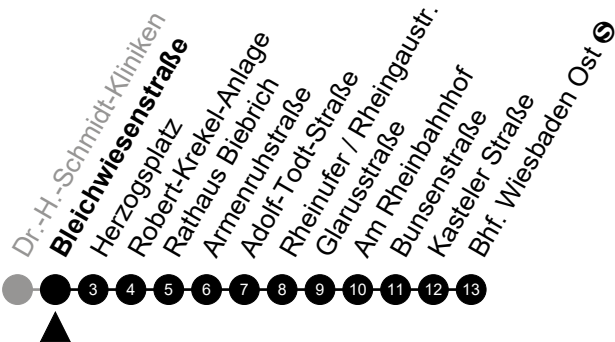 Dr.-H.-Schmidt-Kliniken
Bleichwiesenstraße
Herzogsplatz
Robert-Krekel-Anlage
Rathaus Biebrich
Armenruhstraße
Adolf-Todt-Straße
Rheinufer / Rheingaustr.
Glarusstraße
Am Rheinbahnhof
Bunsenstraße
Kasteler Straße
Bhf. Wiesbaden Ost S
3 4 5 6 7 8 9 10 11 12 13